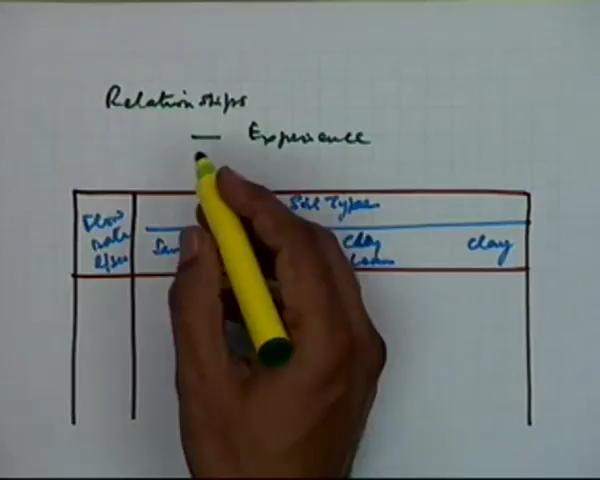 Relationships
— Experience
Soil Types
Flow
rate
l/sec
Clay
Loam
Clay